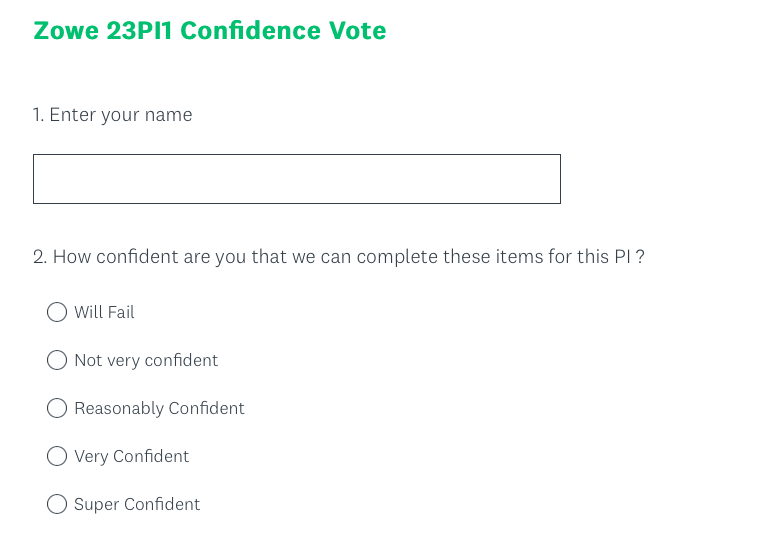 Zowe 23PI1 Confidence Vote
1. Enter your name
2. How confident are you that we can complete these items for this PI ?
Will Fail
Not very confident
Reasonably Confident
Very Confident
Super Confident